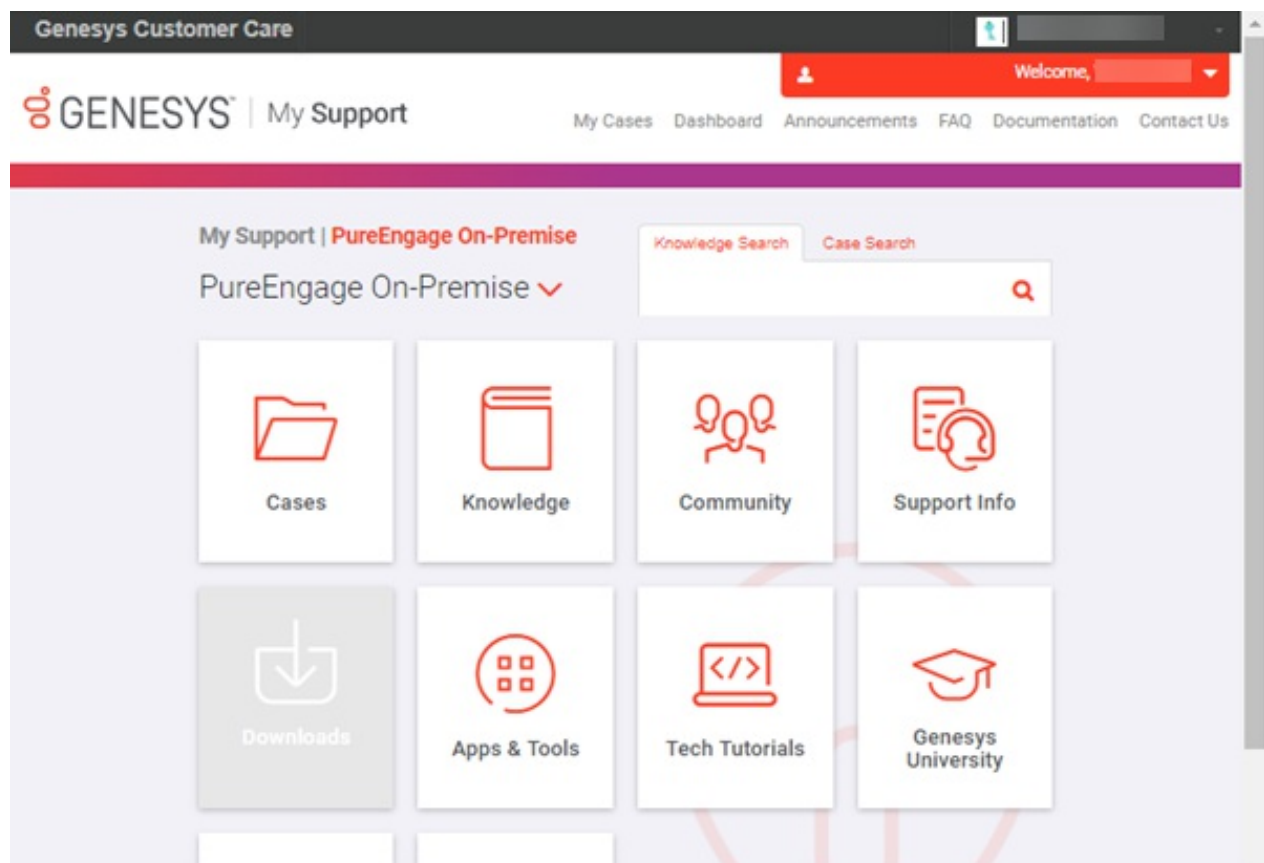 Genesys Customer Care
Welcome,
GENESYS™ | My Support
My Cases Dashboard Announcements FAQ Documentation Contact Us
My Support | PureEngage On-Premise
Knowledge Search Case Search
PureEngage On-Premise
Cases
Knowledge
Community
Support Info
Downloads
Apps & Tools
Tech Tutorials
Genesys
University